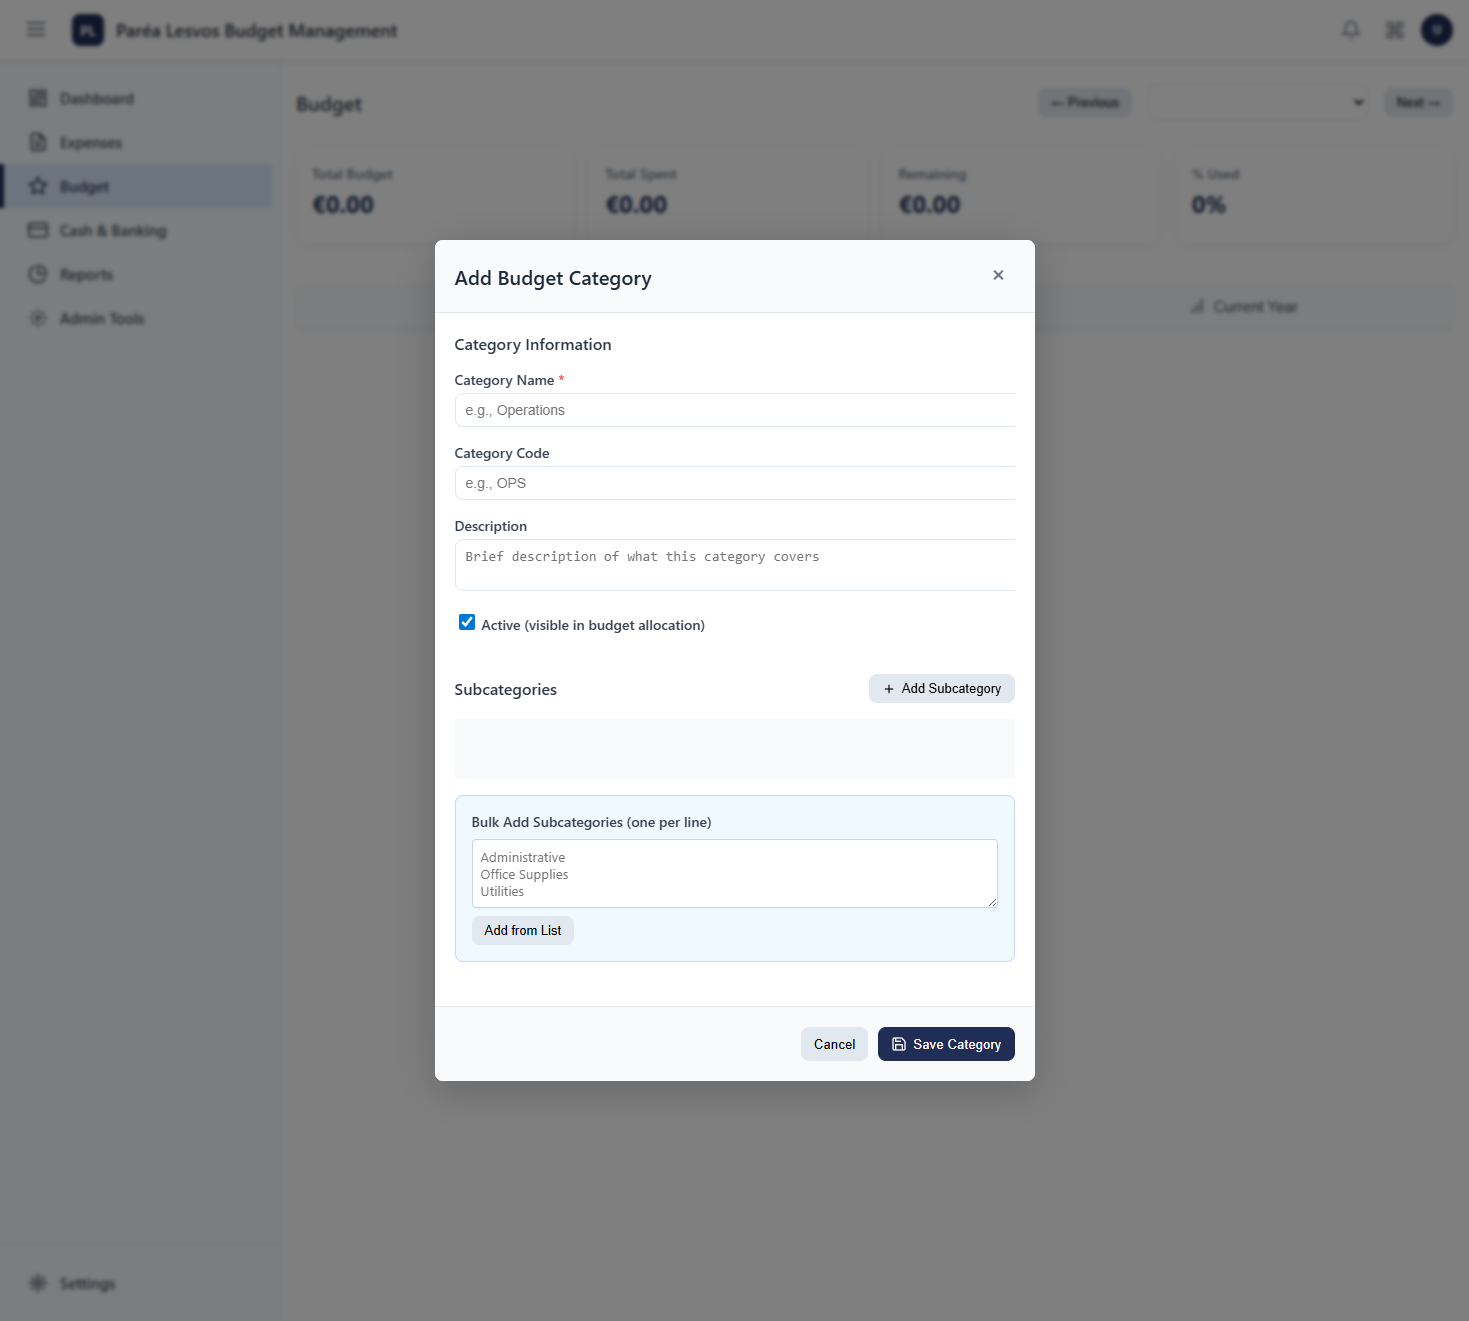 PL
Paréa Lesvos Budget Management
Dashboard
Expenses
Budget
Cash & Banking
Reports
Admin Tools
Settings
Budget
← Previous
Next →
Total Budget
€0.00
Total Spent
€0.00
Remaining
€0.00
% Used
0%
Current Year
Add Budget Category
Category Information
Category Name *
e.g., Operations
Category Code
e.g., OPS
Description
Brief description of what this category covers
Active (visible in budget allocation)
Subcategories
+ Add Subcategory
Bulk Add Subcategories (one per line)
Administrative
Office Supplies
Utilities
Add from List
Cancel
Save Category